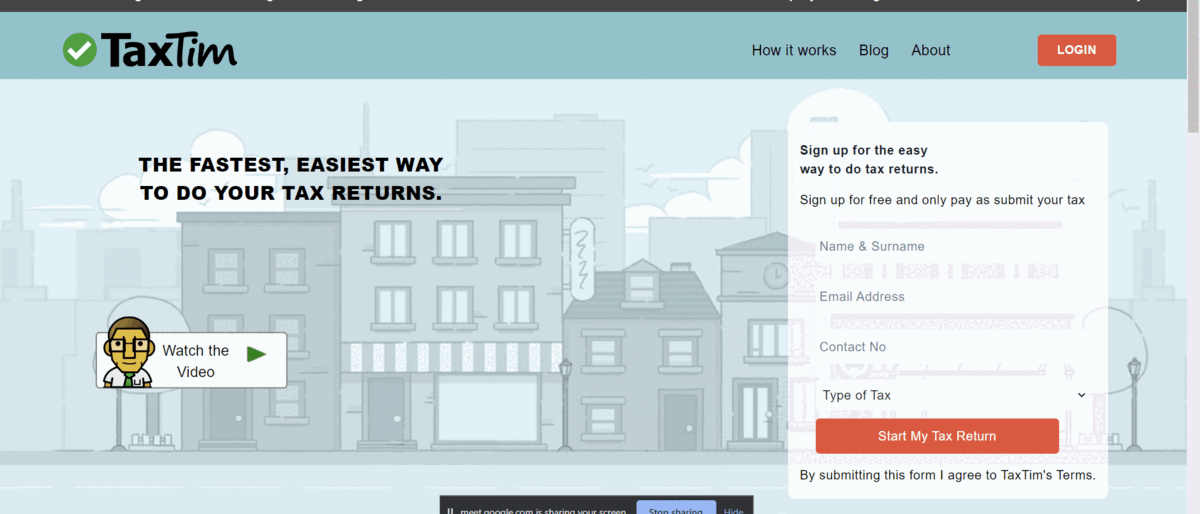 TaxTim
How it works Blog About
LOGIN
THE FASTEST, EASIEST WAY
TO DO YOUR TAX RETURNS.
Watch the
Video
Sign up for the easy
way to do tax returns.
Sign up for free and only pay as submit your tax
Name & Surname
Email Address
Contact No
Type of Tax
Start My Tax Return
By submitting this form I agree to TaxTim's Terms.
meet.google.com is sharing your screen. Stop sharing Hide